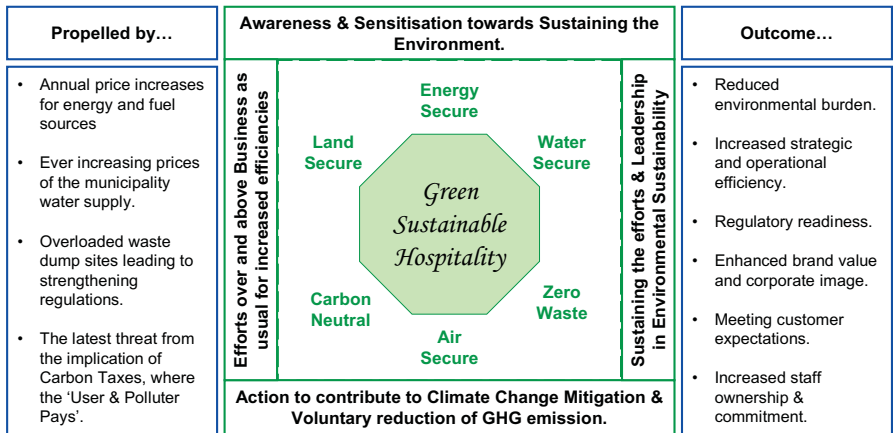 Propelled by…
• Annual price increases
for energy and fuel
sources
• Ever increasing prices
of the municipality
water supply.
• Overloaded waste
dump sites leading to
strengthening
regulations.
• The latest threat from
the implication of
Carbon Taxes, where
the ‘User & Polluter
Pays’.
Awareness & Sensitisation towards Sustaining the
Environment.
Efforts over and above Business as
usual for increased efficiencies
Energy
Secure
Land
Secure
Water
Secure
Green
Sustainable
Hospitality
Carbon
Neutral
Zero
Waste
Air
Secure
Sustaining the efforts & Leadership
in Environmental Sustainability
Action to contribute to Climate Change Mitigation &
Voluntary reduction of GHG emission.
Outcome…
• Reduced
environmental burden.
• Increased strategic
and operational
efficiency.
• Regulatory readiness.
• Enhanced brand value
and corporate image.
• Meeting customer
expectations.
• Increased staff
ownership &
commitment.